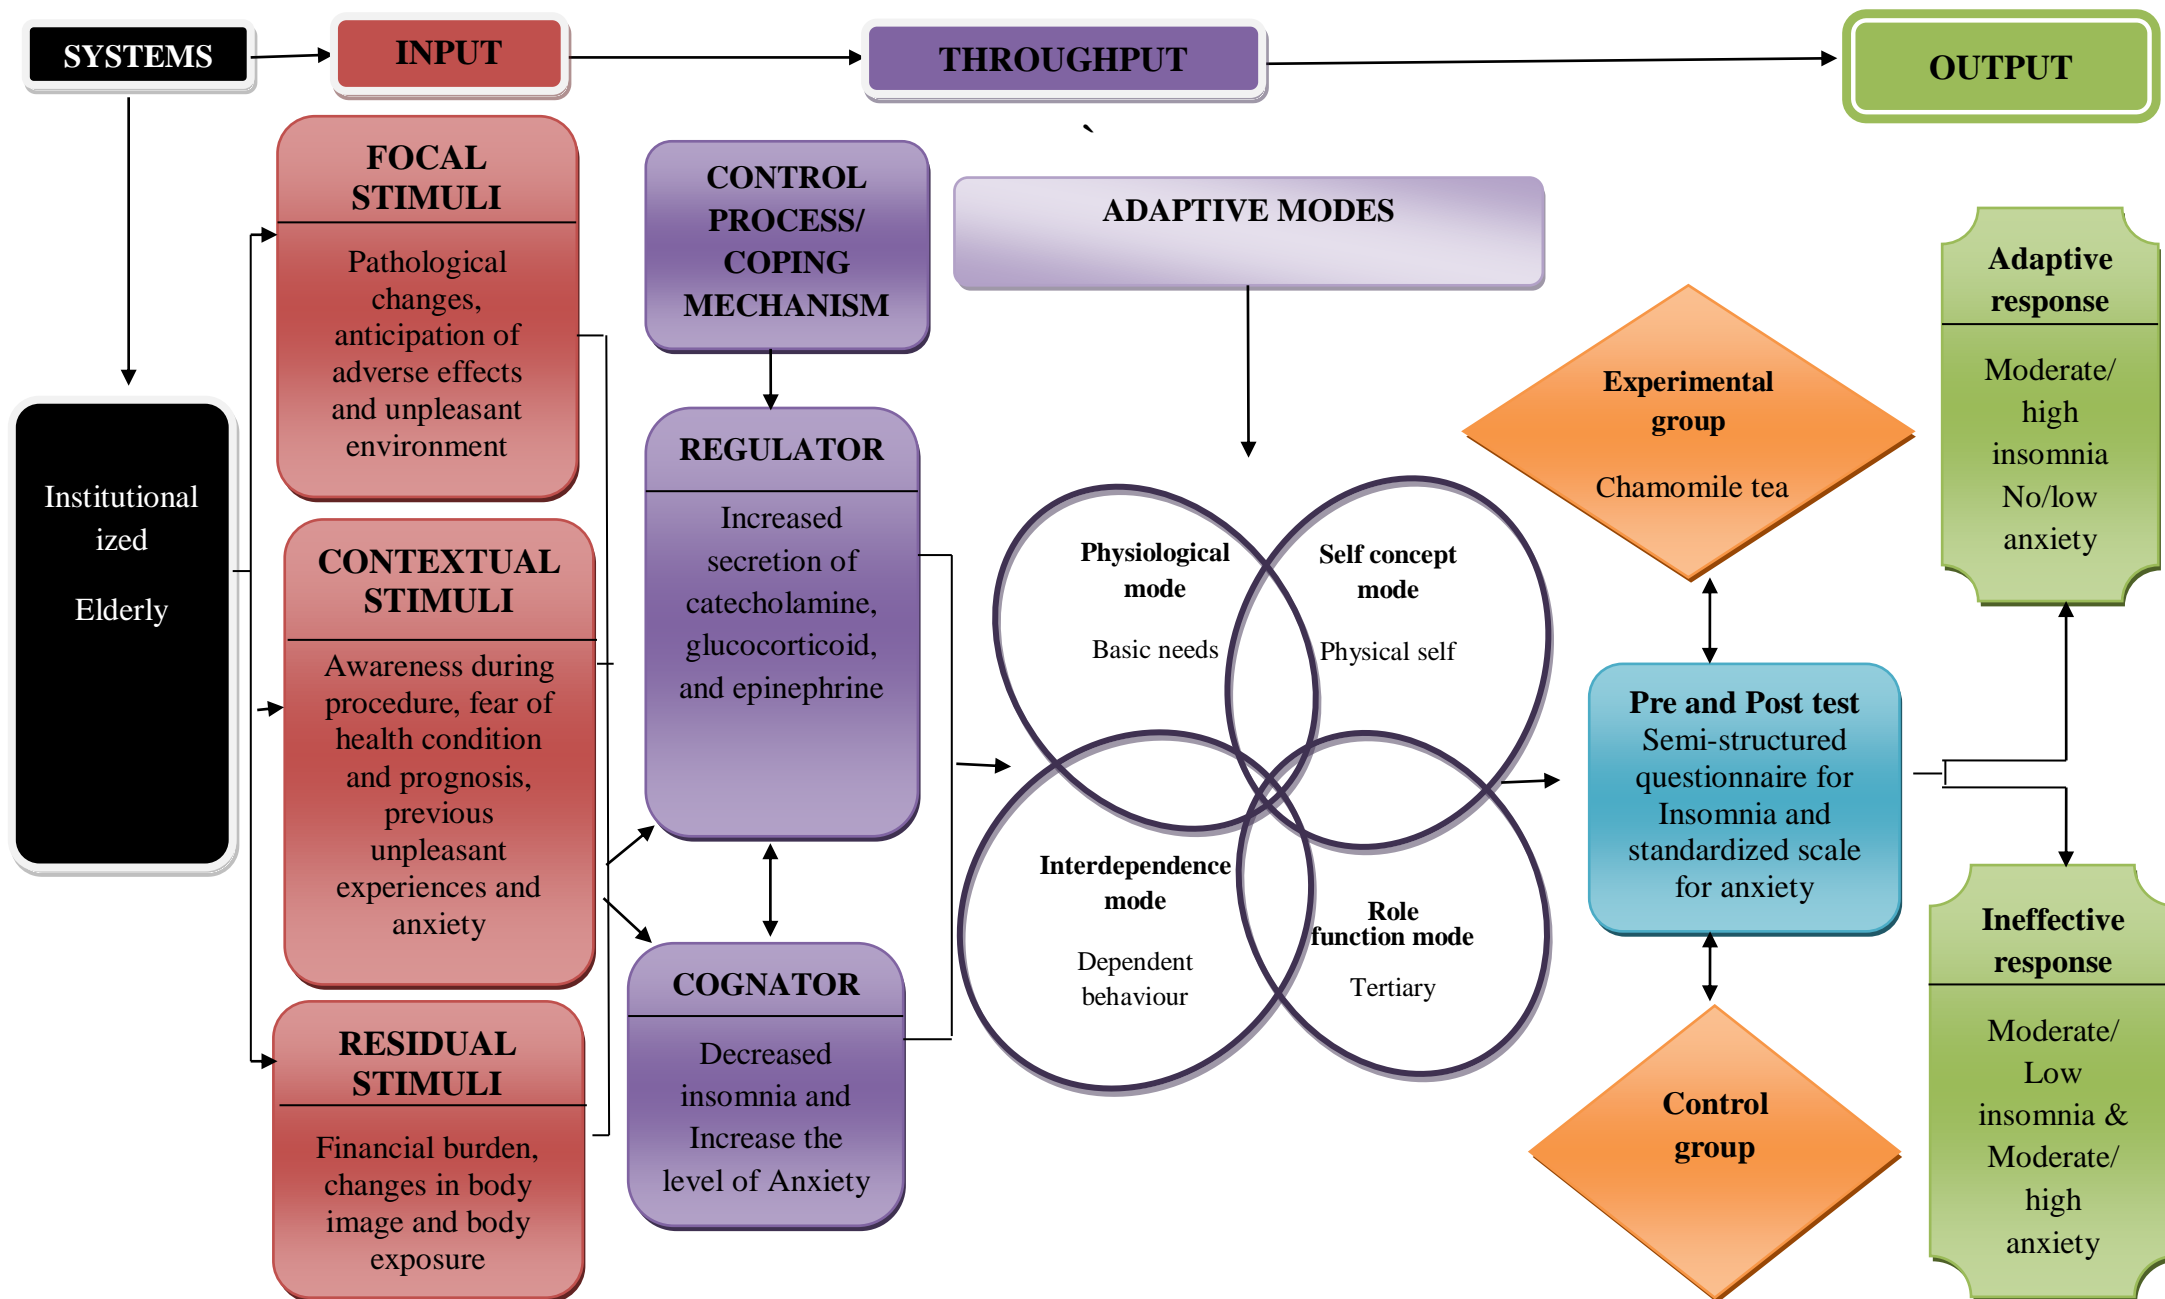 SYSTEMS
INPUT
THROUGHPUT
OUTPUT
`
Institutional
ized
Elderly
FOCAL
STIMULI
Pathological
changes,
anticipation of
adverse effects
and unpleasant
environment
CONTEXTUAL
STIMULI
Awareness during
procedure, fear of
health condition
and prognosis,
previous
unpleasant
experiences and
anxiety
RESIDUAL
STIMULI
Financial burden,
changes in body
image and body
exposure
CONTROL
PROCESS/
COPING
MECHANISM
REGULATOR
Increased
secretion of
catecholamine,
glucocorticoid,
and epinephrine
COGNATOR
Decreased
insomnia and
Increase the
level of Anxiety
ADAPTIVE MODES
Physiological
mode
Basic needs
Self concept
mode
Physical self
Interdependence
mode
Dependent
behaviour
Role
function mode
Tertiary
Experimental
group
Chamomile tea
Pre and Post test
Semi-structured
questionnaire for
Insomnia and
standardized scale
for anxiety
Control
group
Adaptive
response
Moderate/
high
insomnia
No/low
anxiety
Ineffective
response
Moderate/
Low
insomnia &
Moderate/
high
anxiety